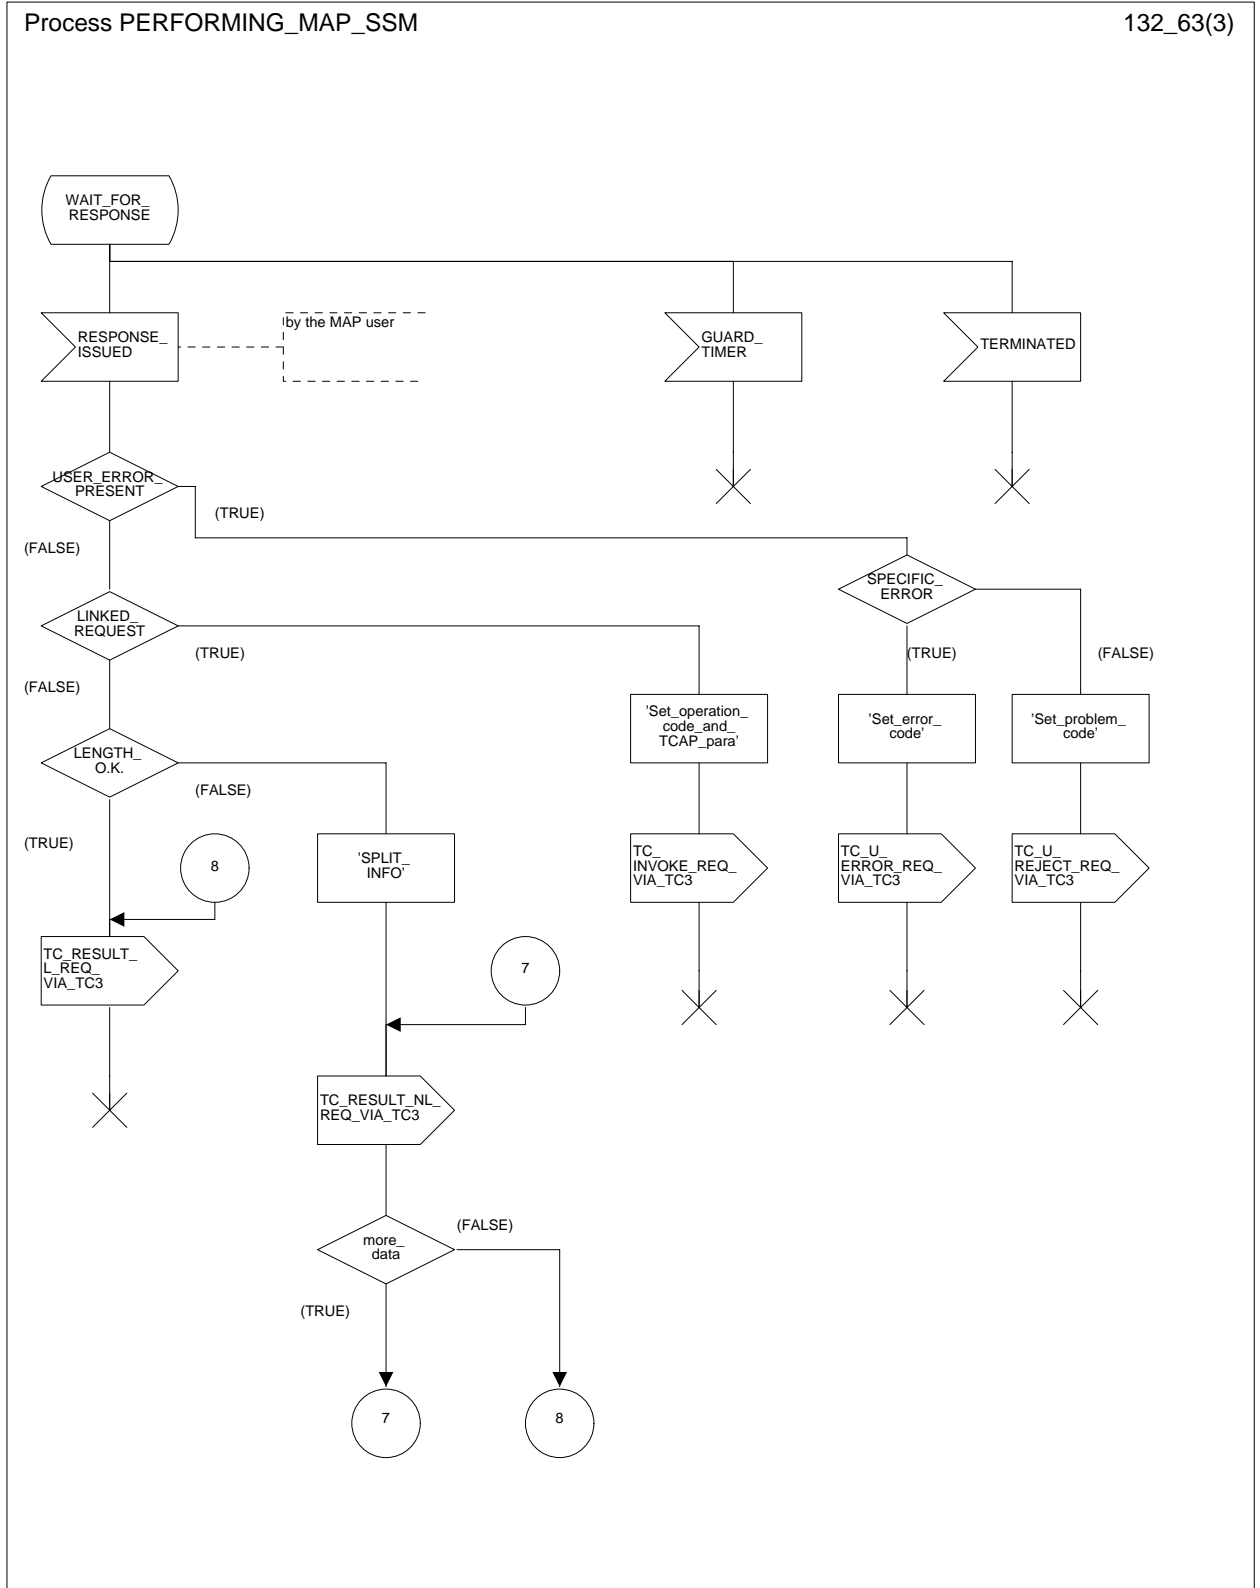 Process PERFORMING_MAP_SSM
132_63(3)
WAIT_FOR_
RESPONSE
RESPONSE_
ISSUED
by the MAP user
GUARD_
TIMER
TERMINATED
USER_ERROR_
PRESENT
(TRUE)
(FALSE)
SPECIFIC_
ERROR
LINKED_
REQUEST
(TRUE)
(TRUE)
(FALSE)
(FALSE)
'Set_operation_
code_and_
TCAP_para'
'Set_error_
code'
'Set_problem_
code'
LENGTH_
O.K.
(FALSE)
(TRUE)
8
'SPLIT_
INFO'
TC_
INVOKE_REQ_
VIA_TC3
TC_U_
ERROR_REQ_
VIA_TC3
TC_U_
REJECT_REQ_
VIA_TC3
TC_RESULT_
L_REQ_
VIA_TC3
7
TC_RESULT_NL_
REQ_VIA_TC3
more_
data
(FALSE)
(TRUE)
7
8